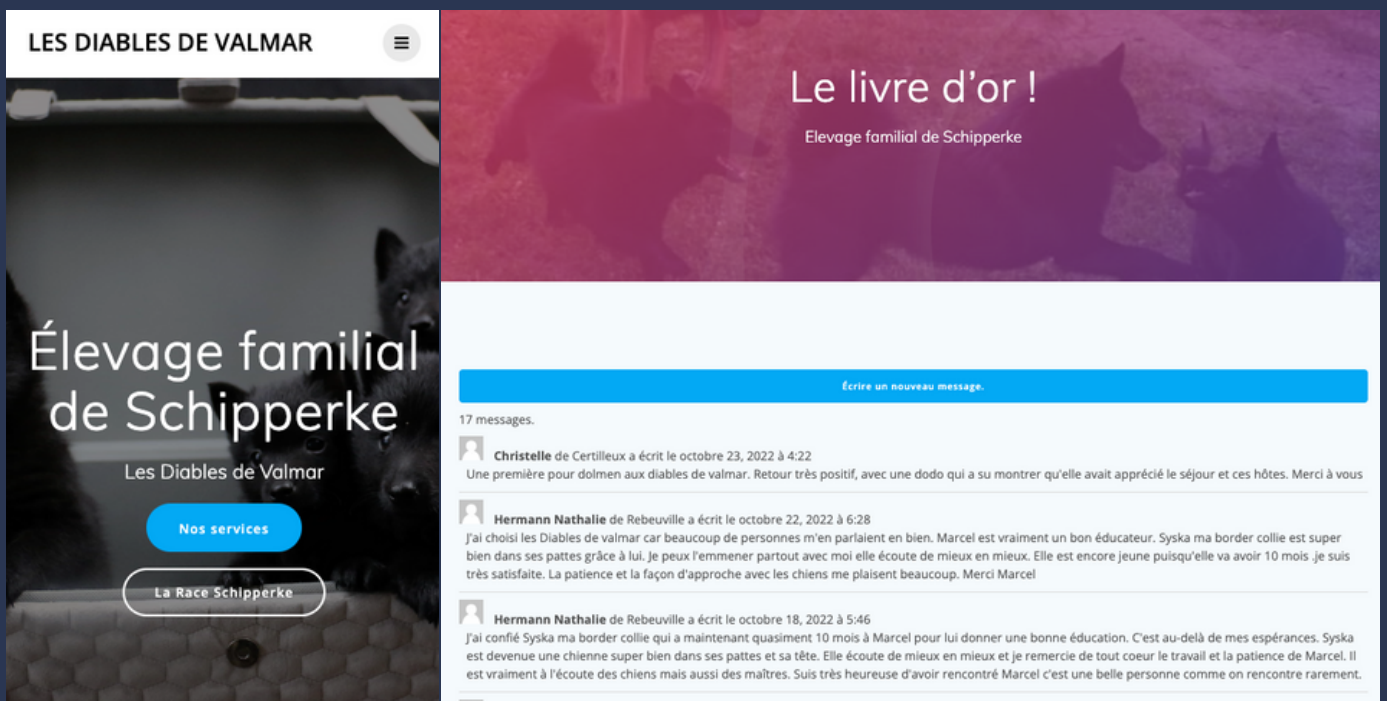 LES DIABLES DE VALMAR
Élevage familial
de Schipperke
Les Diables de Valmar
Nos services
La Race Schipperke
Le livre d'or !
Elevage familial de Schipperke
Écrire un nouveau message.
17 messages.
Christelle de Certilleux a écrit le octobre 23, 2022 à 4:22
Une première pour dolmen aux diables de valmar. Retour très positif, avec une dodo qui a su montrer qu'elle avait apprécié le séjour et ces hôtes. Merci à vous
Hermann Nathalie de Rebeuville a écrit le octobre 22, 2022 à 6:28
J'ai choisi les Diables de valmar car beaucoup de personnes m'en parlaient en bien. Marcel est vraiment un bon éducateur. Syska ma border collie est super
bien dans ses pattes grâce à lui. Je peux l'emmener partout avec moi elle écoute de mieux en mieux. Elle est encore jeune puisqu'elle va avoir 10 mois .je suis
très satisfaite. La patience et la façon d'approche avec les chiens me plaisent beaucoup. Merci Marcel
Hermann Nathalie de Rebeuville a écrit le octobre 18, 2022 à 5:46
J'ai confié Syska ma border collie qui a maintenant quasiment 10 mois à Marcel pour lui donner une bonne éducation. C'est au-delà de mes espérances. Syska
est devenue une chienne super bien dans ses pattes et sa tête. Elle écoute de mieux en mieux et je remercie de tout coeur le travail et la patience de Marcel. Il
est vraiment à l'écoute des chiens mais aussi des maîtres. Suis très heureuse d'avoir rencontré Marcel c'est une belle personne comme on rencontre rarement.